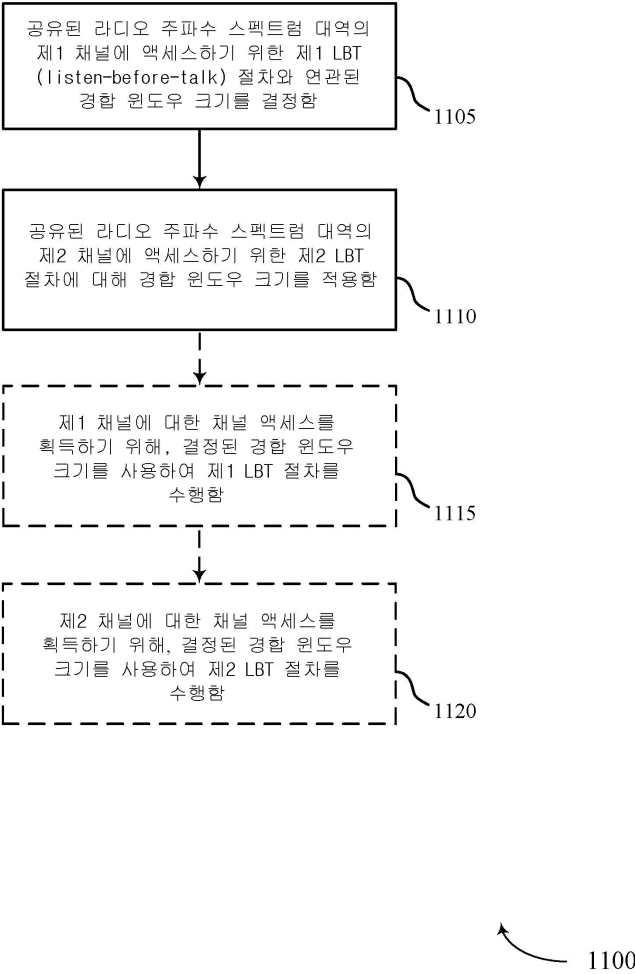 공유된 라디오 주파수 스펙트럼 대역의
제1 채널에 액세스하기 위한 제1 LBT
(listen-before-talk) 절차와 연관된
경합 윈도우 크기를 결정함
1105
공유된 라디오 주파수 스펙트럼 대역의
제2 채널에 액세스하기 위한 제2 LBT
절차에 대해 경합 윈도우 크기를 적용함
1110
제1 채널에 대한 채널 액세스를
획득하기 위해, 결정된 경합 윈도우
크기를 사용하여 제1 LBT 절차를
수행함
1115
제2 채널에 대한 채널 액세스를
획득하기 위해, 결정된 경합 윈도우
크기를 사용하여 제2 LBT 절차를
수행함
1120
1100